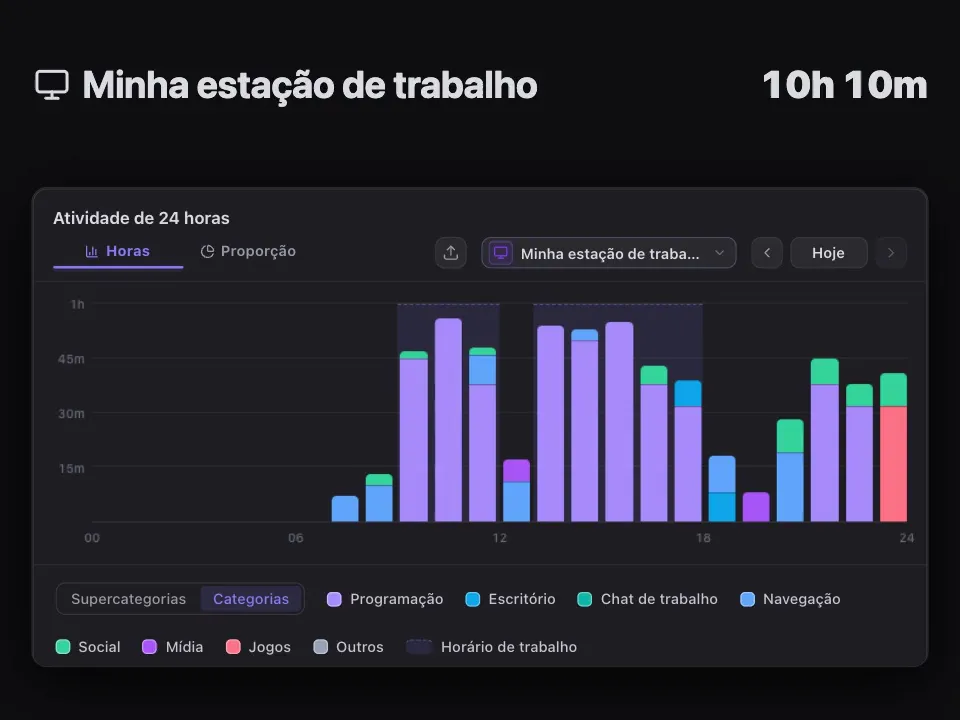 Minha estação de trabalho 10h 10m
Atividade de 24 horas
Horas Proporção Minha estação de traba... Hoje
1h
45m
30m
15m
00 06 12 18 24
Supercategorias Categorias Programação Escritório Chat de trabalho Navegação
Social Mídia Jogos Outros Horário de trabalho